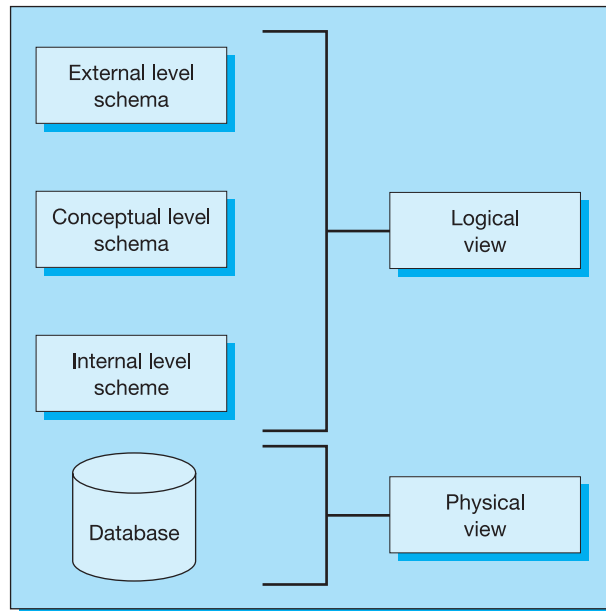 External level
schema
Conceptual level
schema
Logical
view
Internal level
scheme
Database
Physical
view